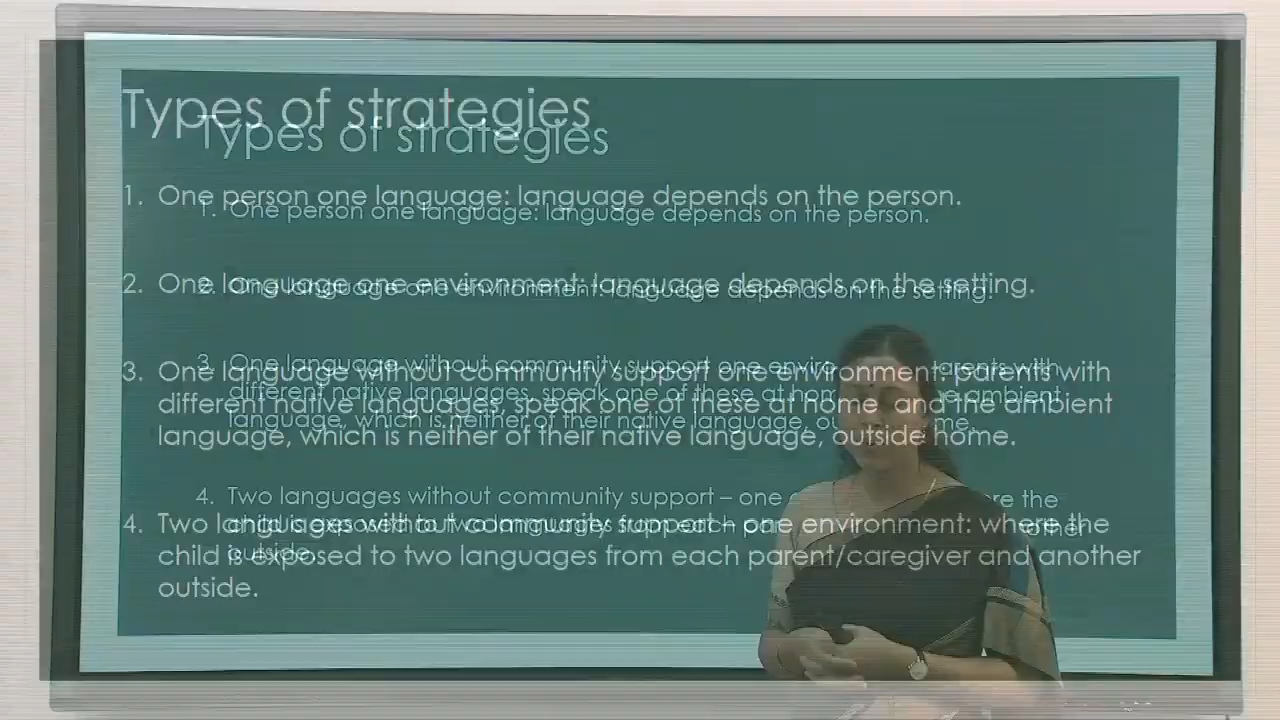 Types of strategies
1. One person one language: language depends on the person.
2. One language one environment: language depends on the setting.
3. One language without community support one environment: parents with
different native languages, speak one of these at home and the ambient
language, which is neither of their native language, outside home.
4. Two languages without community support – one environment: where the
child is exposed to two languages from each parent/caregiver and another
outside.